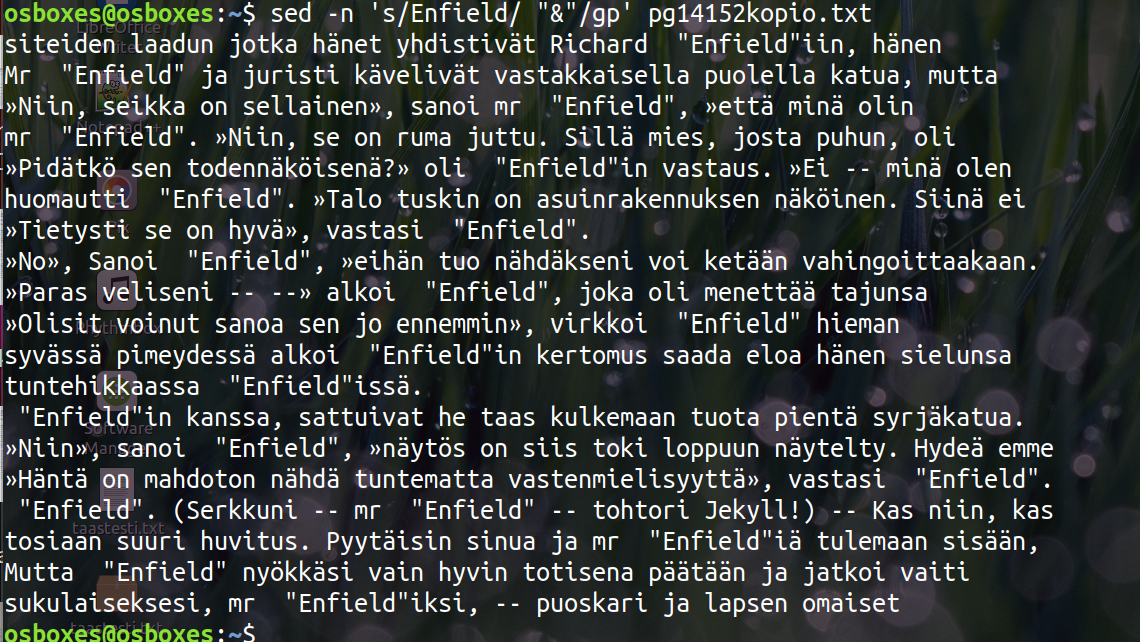 osboxes@osboxes:~$ sed -n 's/Enfield/ "&"/gp' pg14152kopio.txt
siteiden laadun jotka hänet yhdistivät Richard  "Enfield"iin, hänen
Mr  "Enfield" ja juristi kävelivät vastakkaisella puolella katua, mutta
»Niin, seikka on sellainen», sanoi mr  "Enfield", »että minä olin
mr  "Enfield". »Niin, se on ruma juttu. Sillä mies, josta puhun, oli
»Pidätkö sen todennäköisenä?» oli  "Enfield"in vastaus. »Ei -- minä olen
huomautti  "Enfield". »Talo tuskin on asuinrakennuksen näköinen. Siinä ei
»Tietysti se on hyvä», vastasi  "Enfield".
»No», Sanoi  "Enfield", »eihän tuo nähdäkseni voi ketään vahingoittaakaan.
»Paras veliseni -- --» alkoi  "Enfield", joka oli menettää tajunsa
»Olisit voinut sanoa sen jo ennemmin», virkkoi  "Enfield" hieman
syvässä pimeydessä alkoi  "Enfield"in kertomus saada eloa hänen sielunsa
tuntehikkaassa  "Enfield"issä.
 "Enfield"in kanssa, sattuivat he taas kulkemaan tuota pientä syrjäkatua.
»Niin», sanoi  "Enfield", »näytös on siis toki loppuun näytelty. Hydeä emme
»Häntä on mahdoton nähdä tuntematta vastenmielisyyttä», vastasi  "Enfield".
 "Enfield". (Serkkuni -- mr  "Enfield" -- tohtori Jekyll!) -- Kas niin, kas
tosiaan suuri huvitus. Pyytäisin sinua ja mr  "Enfield"iä tulemaan sisään,
Mutta  "Enfield" nyökkäsi vain hyvin totisena päätään ja jatkoi vaiti
sukulaiseksesi, mr  "Enfield"iksi, -- puoskari ja lapsen omaiset
osboxes@osboxes:~$
LibreOffice
Software
taastesti.txt
taastesti.txt